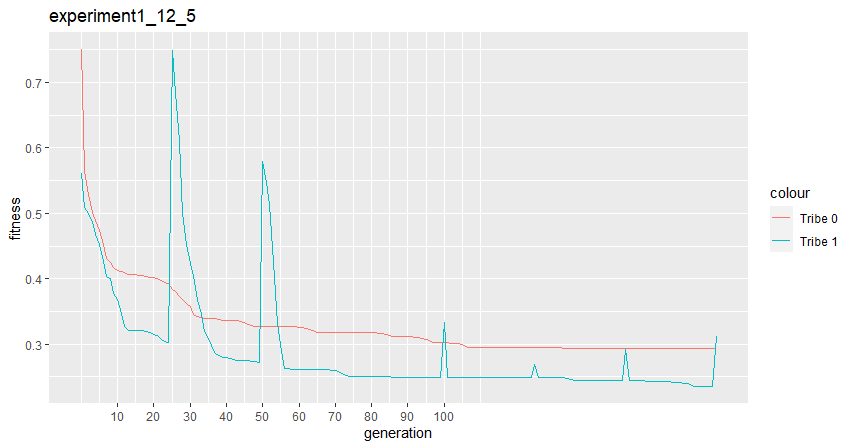 experiment1_12_5
0.7
0.6
0.5
0.4
0.3
fitness
10 20 30 40 50 60 70 80 90 100
generation
colour
Tribe 0
Tribe 1